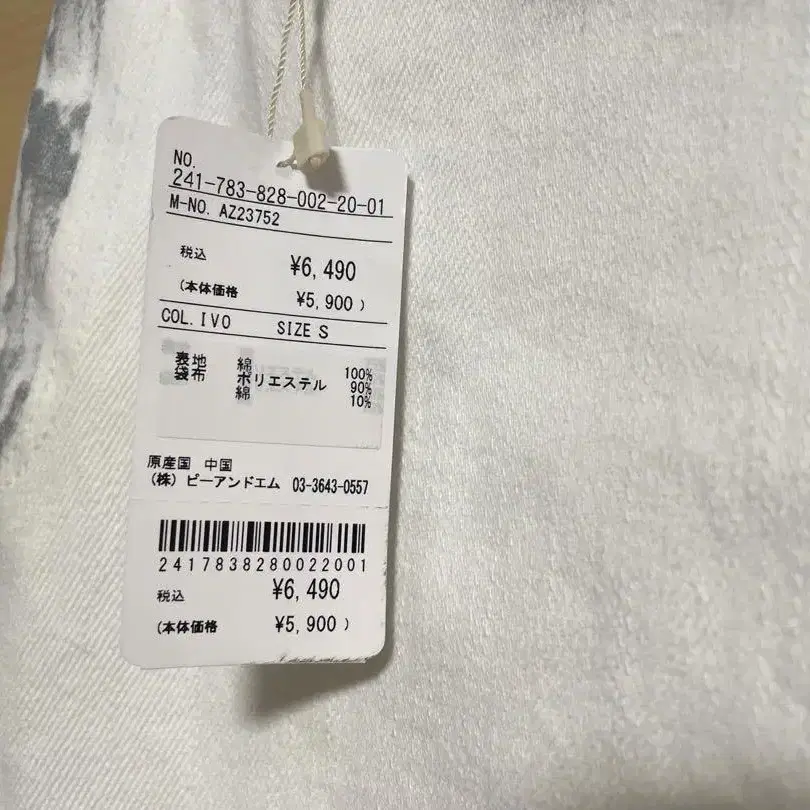 NO.
241-783-828-002-20-01
M-NO. AZ23752
税込 ¥6,490
(本体価格 ¥5,900 )
COL. IVO SIZE S
表地 綿 100%
袋布 ポリエステル 90%
綿 10%
原産国 中国
(株) ピーアンドエム 03-3643-0557
2417838280022001
税込 ¥6,490
(本体価格 ¥5,900 )